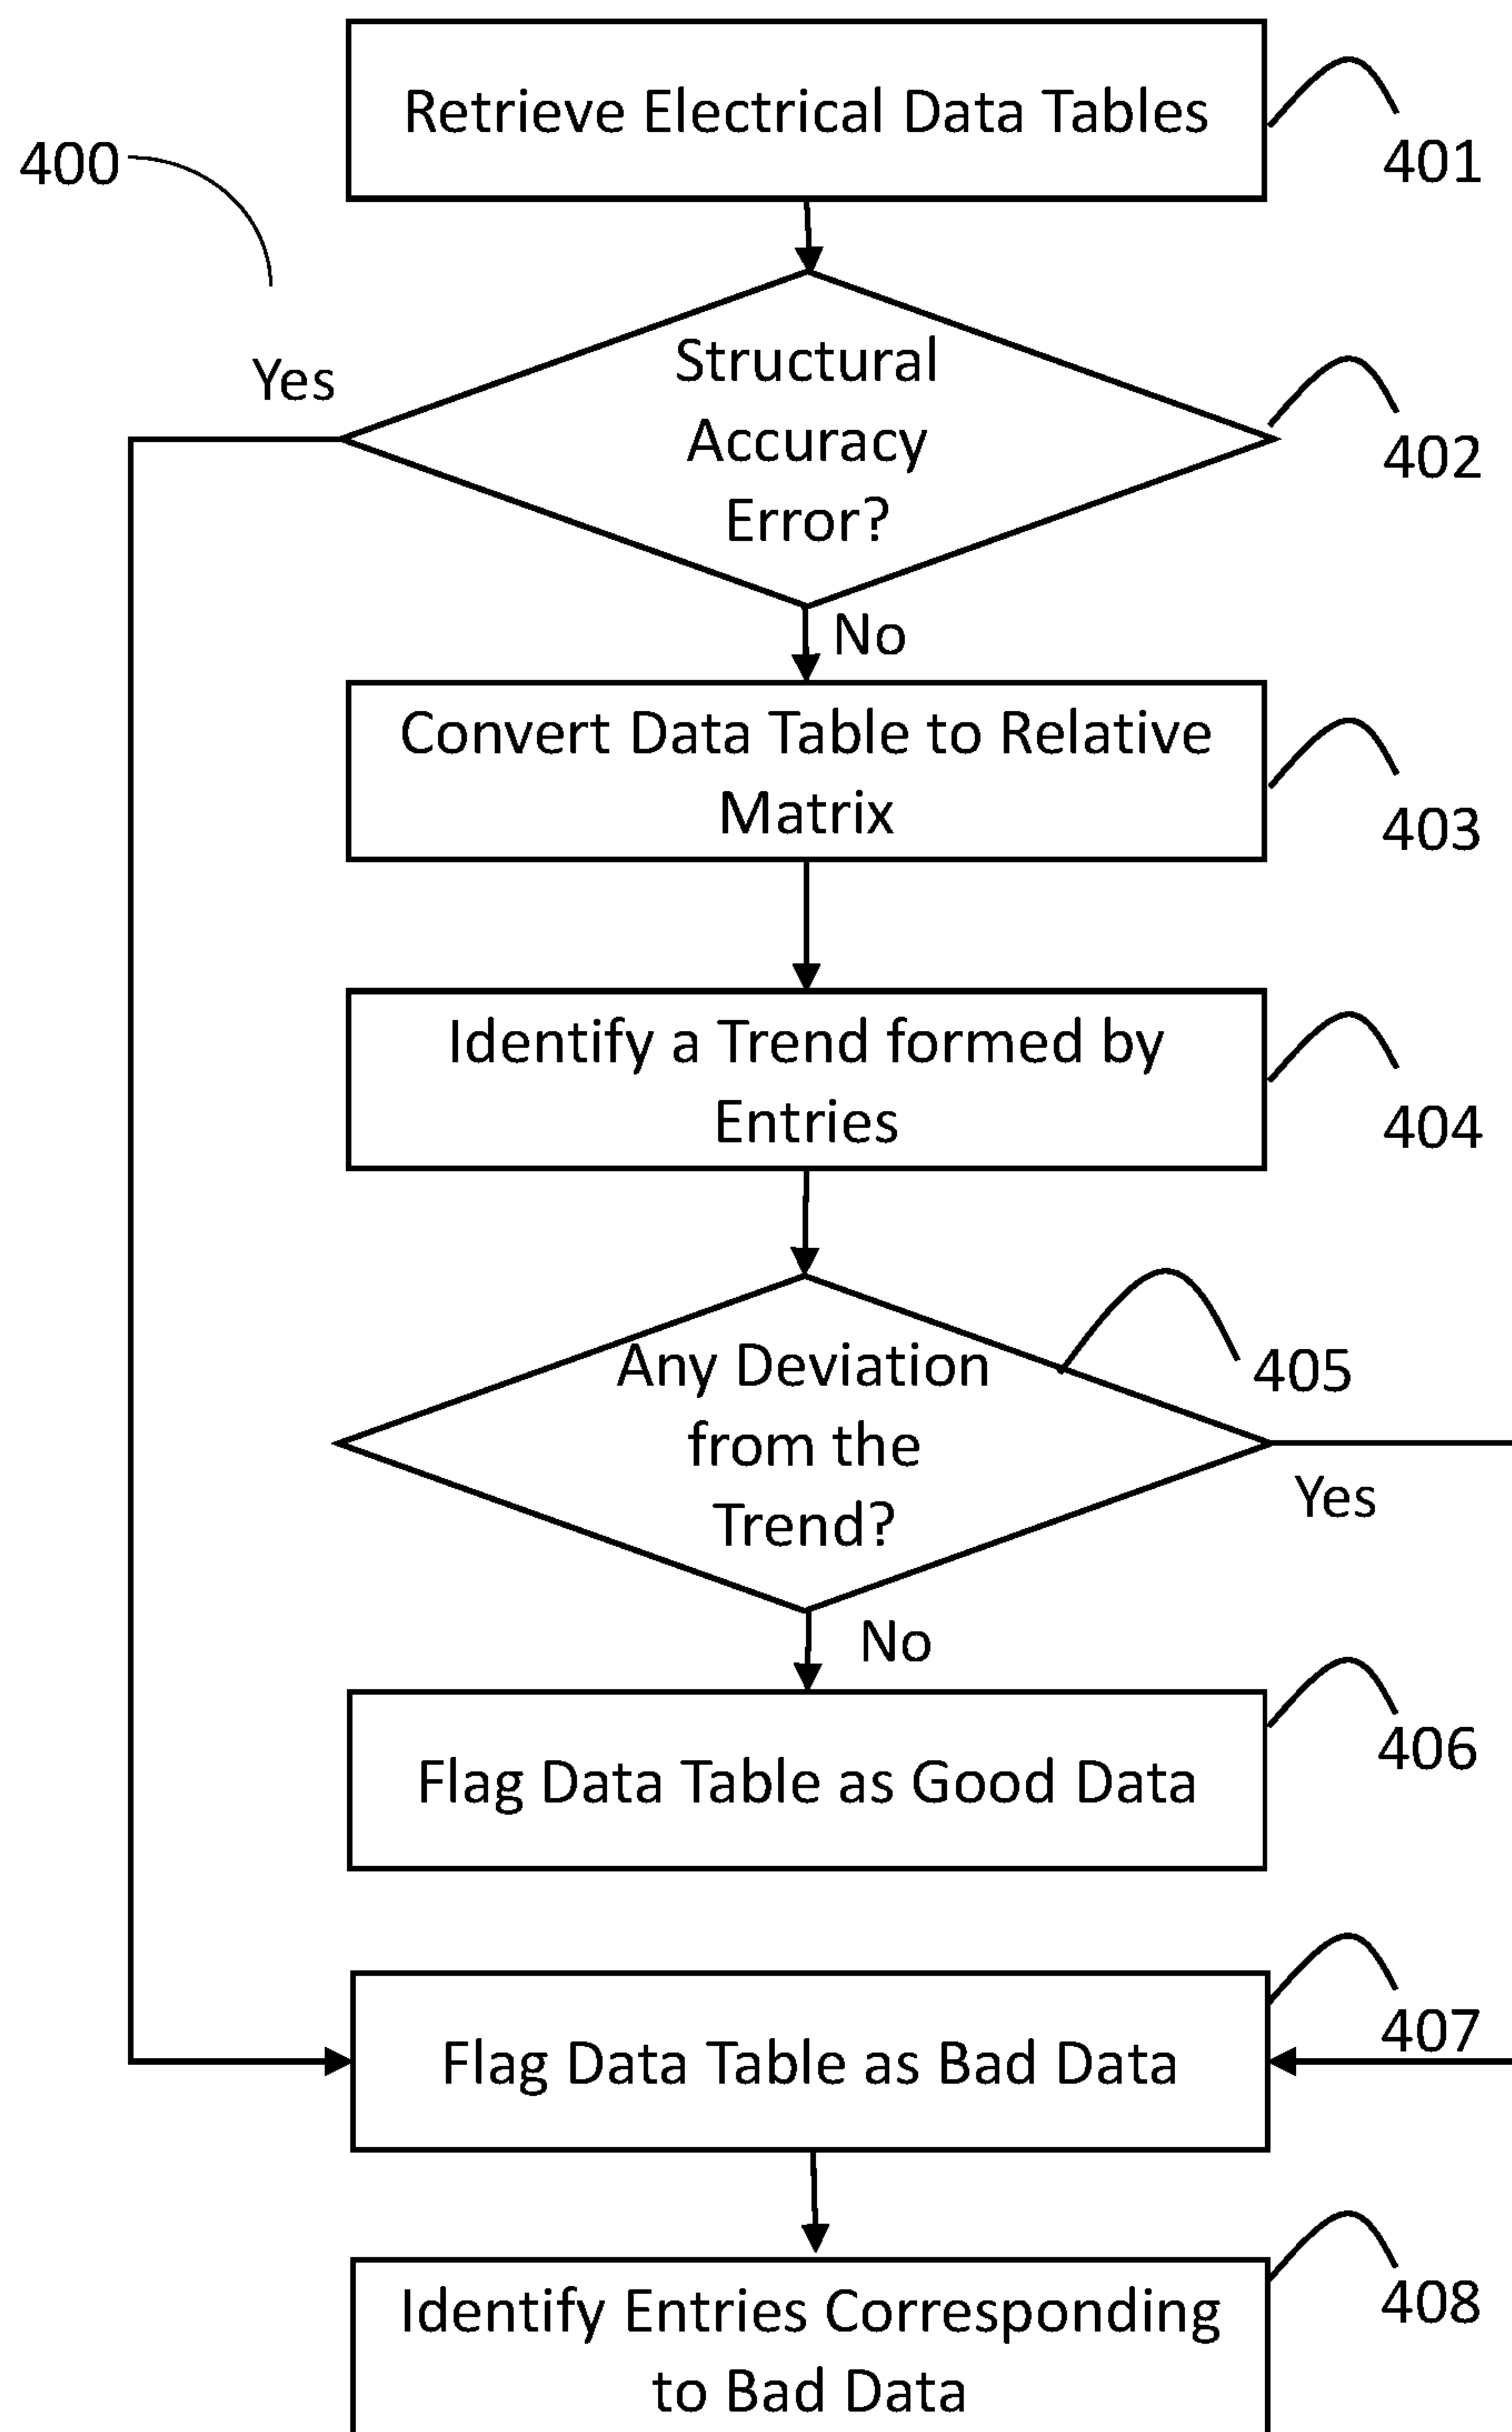 Retrieve Electrical Data Tables
401
400
Structural
Accuracy
Error?
Yes
402
No
Convert Data Table to Relative
Matrix
403
Identify a Trend formed by
Entries
404
Any Deviation
from the
Trend?
405
Yes
No
Flag Data Table as Good Data
406
Flag Data Table as Bad Data
407
Identify Entries Corresponding
to Bad Data
408